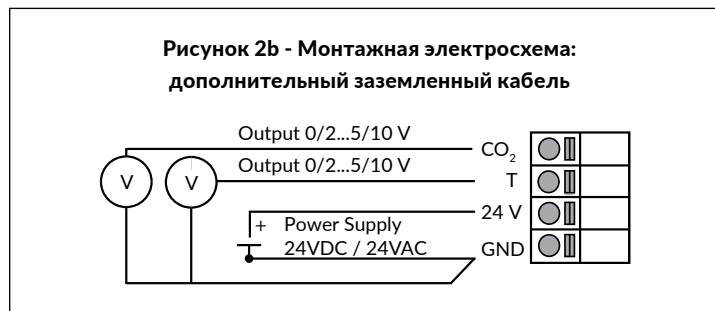 Рисунок 2b - Монтажная электросхема:
дополнительный заземленный кабель
Output 0/2...5/10 V
CO₂
Output 0/2...5/10 V
T
V
V
24 V
+ Power Supply
24VDC / 24VAC
GND